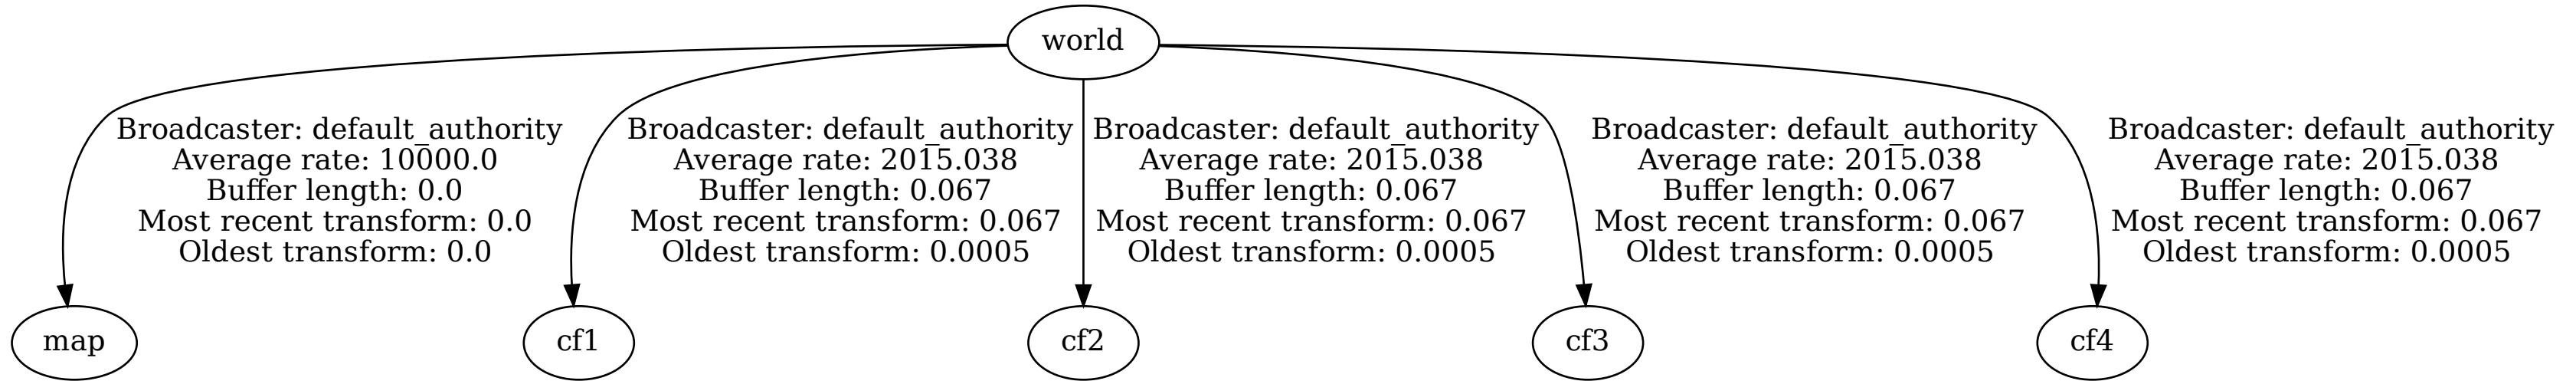 world
Broadcaster: default_authority
Average rate: 10000.0
Buffer length: 0.0
Most recent transform: 0.0
Oldest transform: 0.0
Broadcaster: default_authority
Average rate: 2015.038
Buffer length: 0.067
Most recent transform: 0.067
Oldest transform: 0.0005
Broadcaster: default_authority
Average rate: 2015.038
Buffer length: 0.067
Most recent transform: 0.067
Oldest transform: 0.0005
Broadcaster: default_authority
Average rate: 2015.038
Buffer length: 0.067
Most recent transform: 0.067
Oldest transform: 0.0005
Broadcaster: default_authority
Average rate: 2015.038
Buffer length: 0.067
Most recent transform: 0.067
Oldest transform: 0.0005
map
cf1
cf2
cf3
cf4